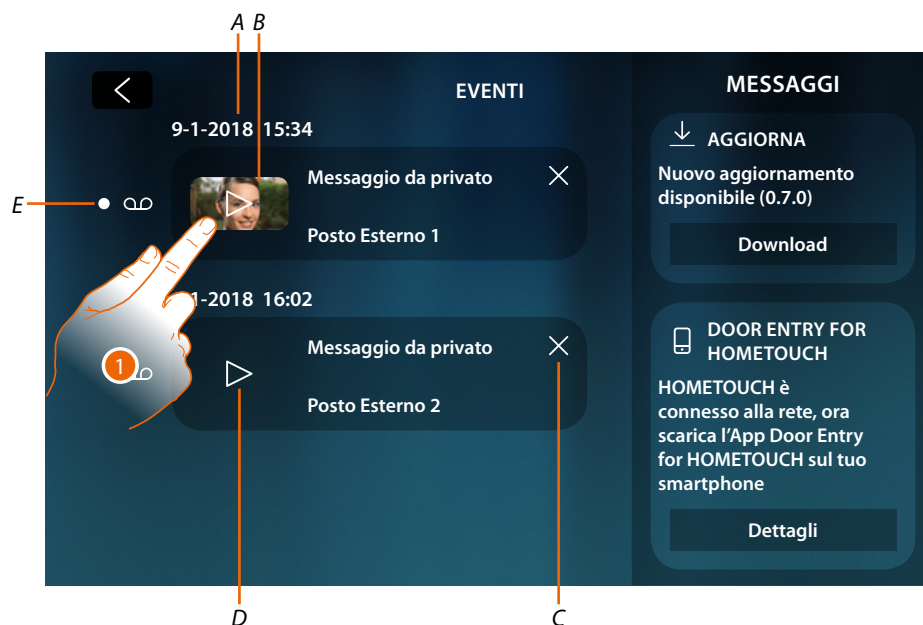 A B
EVENTI
9-1-2018 15:34
E
Messaggio da privato
Posto Esterno 1
1-2018 16:02
1
Messaggio da privato
Posto Esterno 2
D
C
MESSAGGI
AGGIORNA
Nuovo aggiornamento
disponibile (0.7.0)
Download
DOOR ENTRY FOR
HOMETOUCH
HOMETOUCH è
connesso alla rete, ora
scarica l'App Door Entry
for HOMETOUCH sul tuo
smartphone
Dettagli